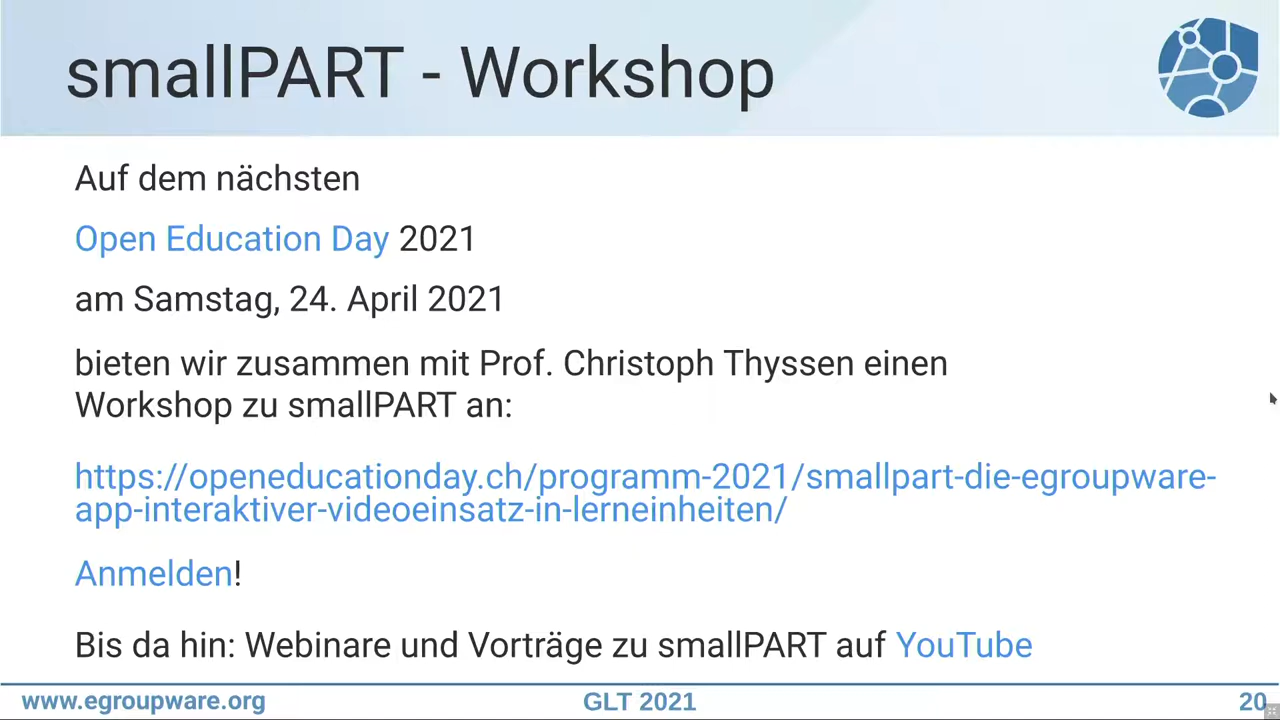 smallPART - Workshop
Auf dem nächsten
Open Education Day 2021
am Samstag, 24. April 2021
bieten wir zusammen mit Prof. Christoph Thyssen einen
Workshop zu smallPART an:
https://openeducationday.ch/programm-2021/smallpart-die-egroupware-
app-interaktiver-videoeinsatz-in-lerneinheiten/
Anmelden!
Bis da hin: Webinare und Vorträge zu smallPART auf YouTube
www.egroupware.org
GLT 2021
20